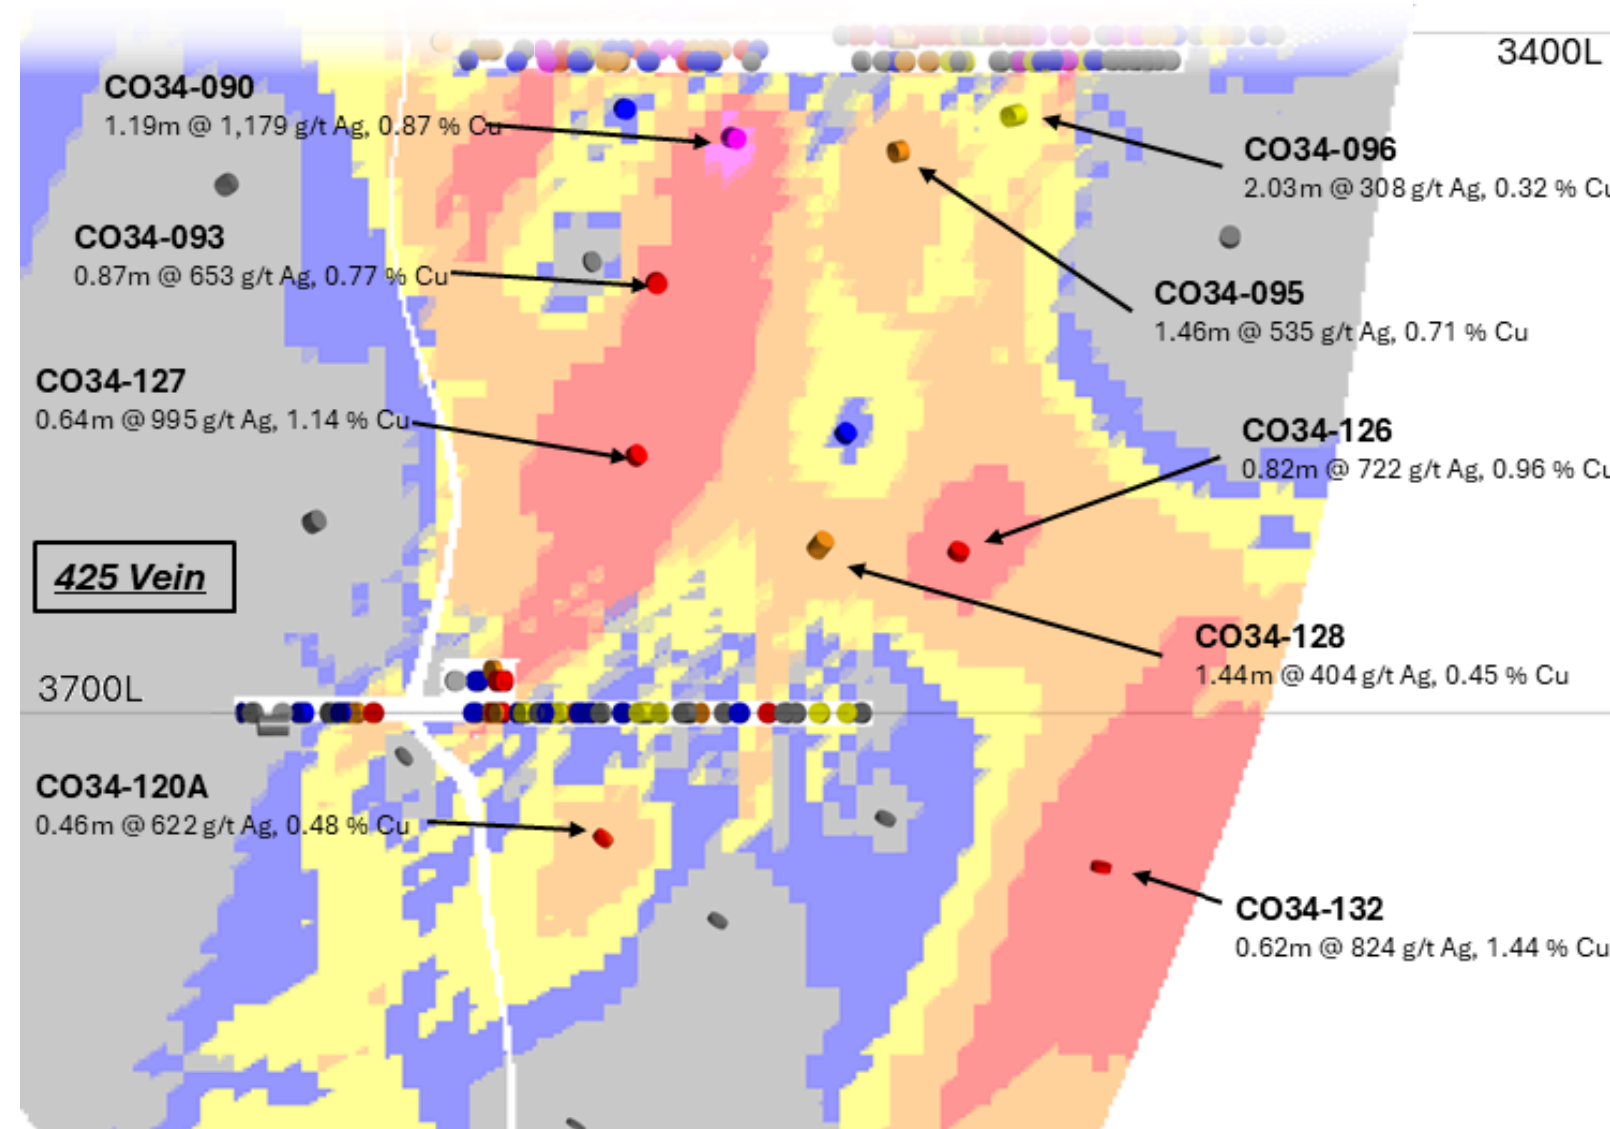 3400L
CO34-090
1.19m @ 1,179 g/t Ag, 0.87 % Cu
CO34-096
2.03m @ 308 g/t Ag, 0.32 % Cu
CO34-093
0.87m @ 653 g/t Ag, 0.77 % Cu
CO34-095
1.46m @ 535 g/t Ag, 0.71 % Cu
CO34-127
0.64m @ 995 g/t Ag, 1.14 % Cu
CO34-126
0.82m @ 722 g/t Ag, 0.96 % Cu
425 Vein
CO34-128
1.44m @ 404 g/t Ag, 0.45 % Cu
3700L
CO34-120A
0.46m @ 622 g/t Ag, 0.48 % Cu
CO34-132
0.62m @ 824 g/t Ag, 1.44 % Cu